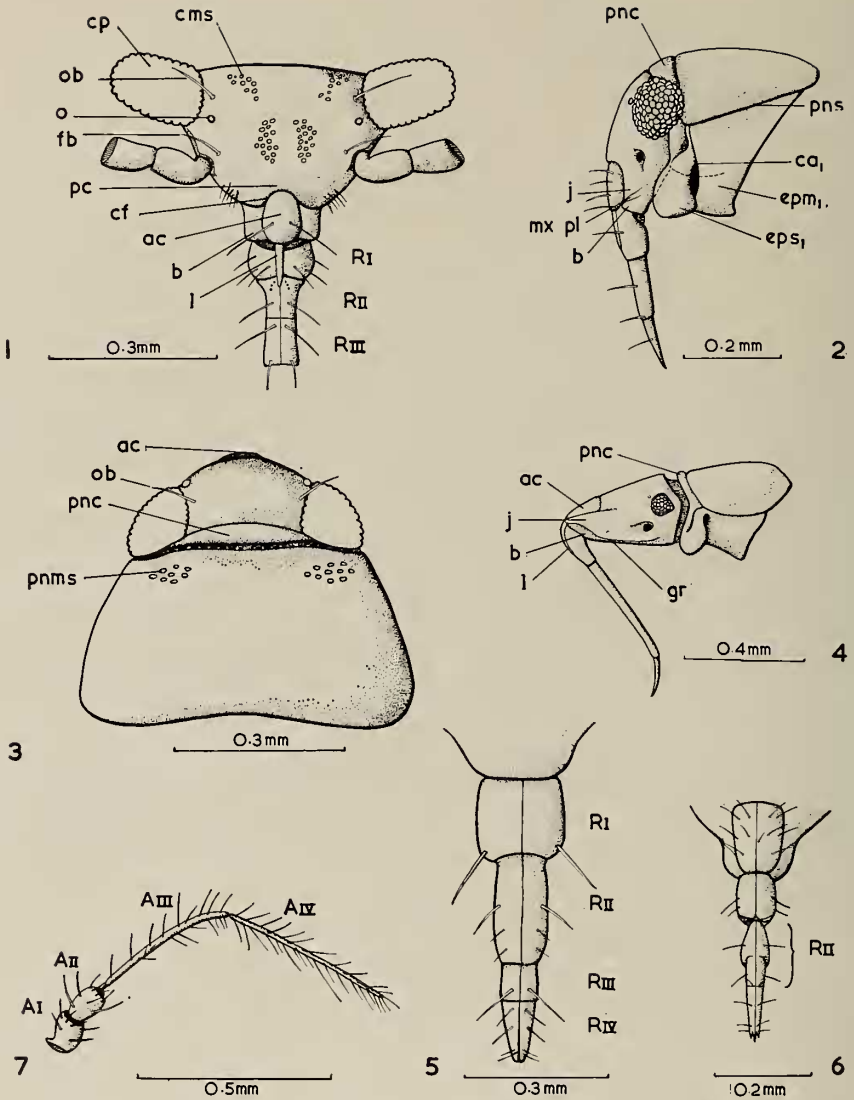 cp
cms
ob
o
fb
pc
cf
ac
b
l
RI
RII
RIII
0·3mm
1
pnc
pns
ca1
epm1.
eps1
j
mx pl
b
0·2mm
2
ac
ob
pnc
pnms
0·3mm
3
pnc
ac
j
b
l
gr
0·4mm
4
RI
RII
RIII
RIV
5
0·3mm
RII
6
0·2mm
AI
AII
AIII
AIV
7
0·5mm